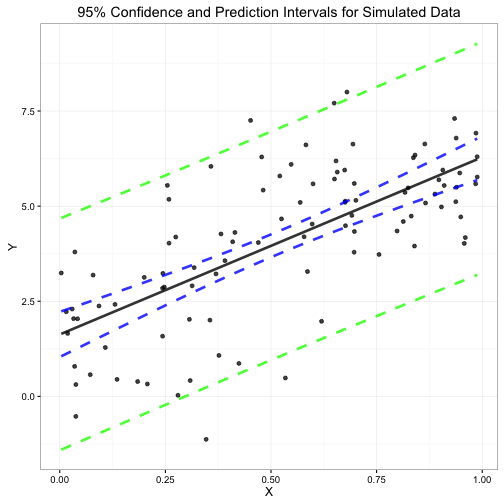 95% Confidence and Prediction Intervals for Simulated Data
Y
7.5
5.0
2.5
0.0
0.00 0.25 0.50 0.75 1.00
X